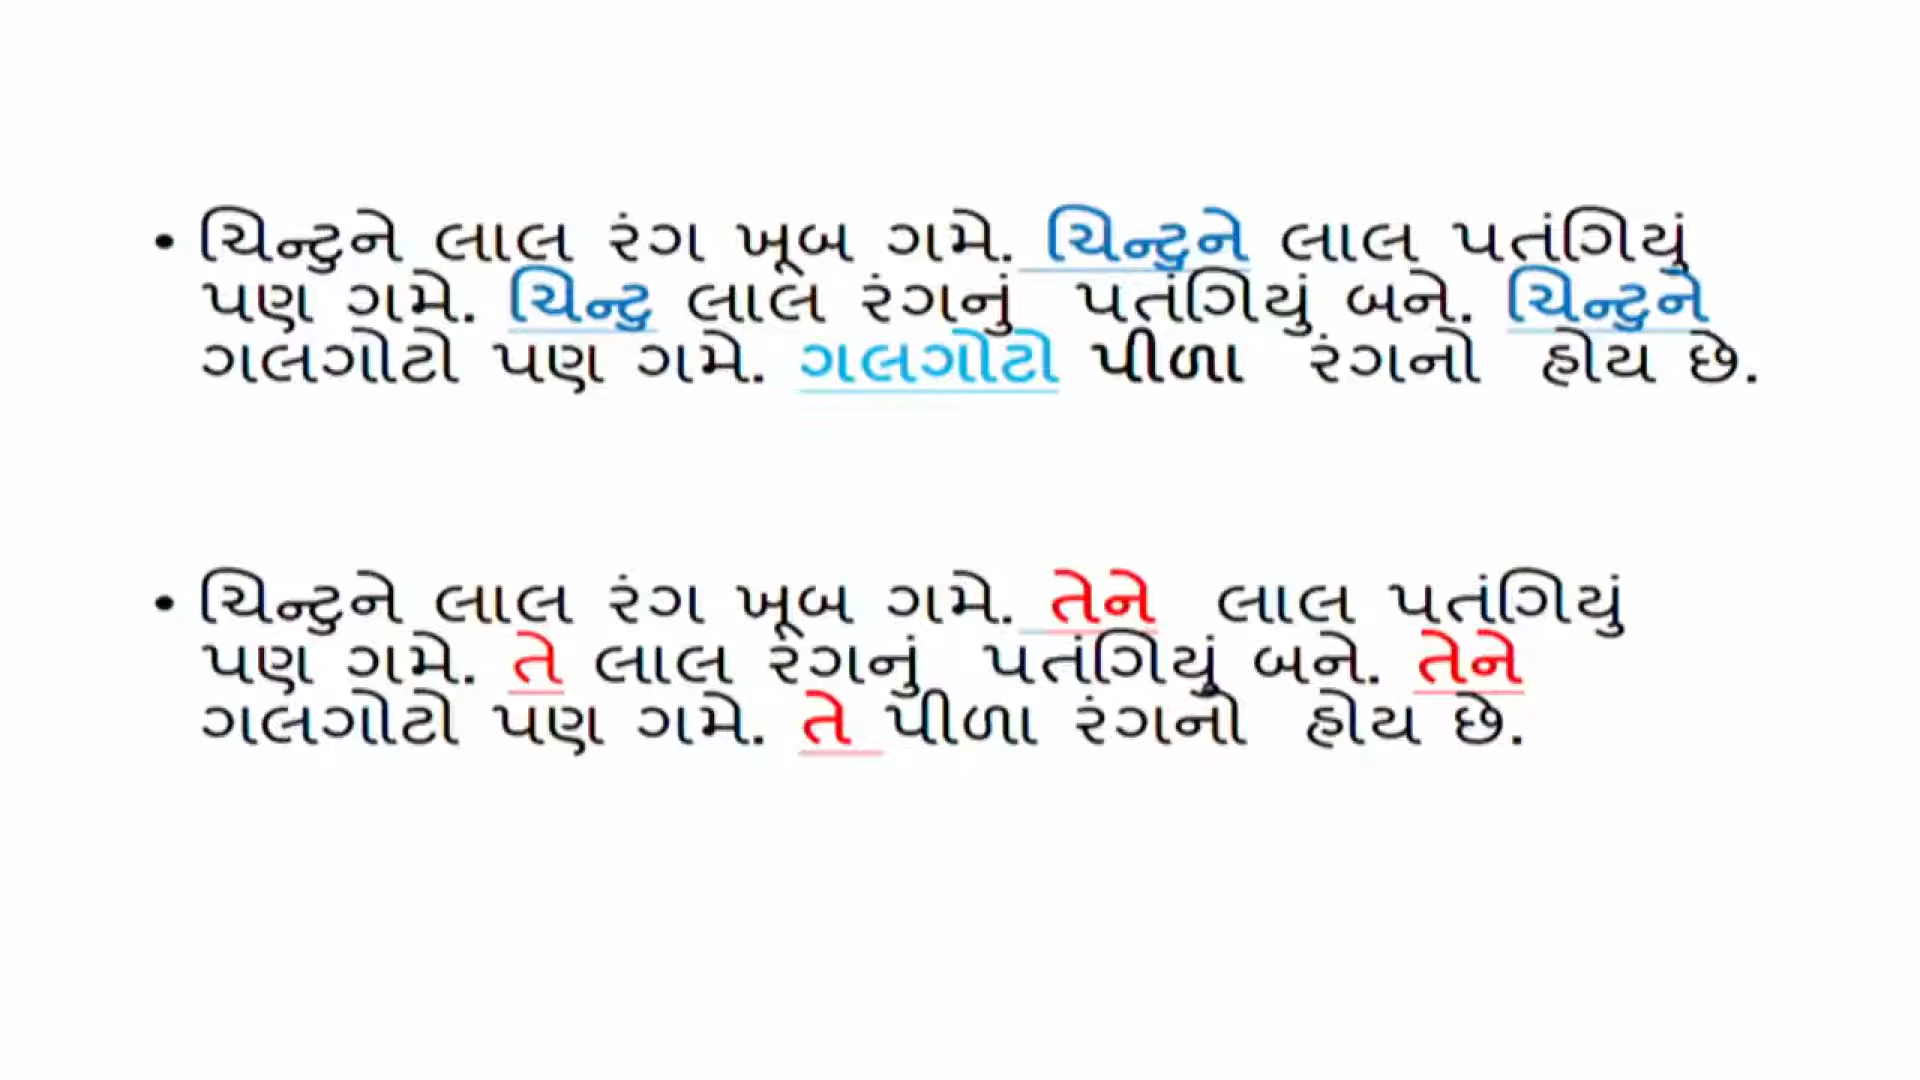 • ચિન્ટુને લાલ રંગ ખૂબ ગમે. ચિન્ટુને લાલ પતંગિયું
પણ ગમે. ચિન્ટુ લાલ રંગનું પતંગિયું બને. ચિન્ટુને
ગલગોટો પણ ગમે. ગલગોટો પીળા રંગનો હોય છે.
• ચિન્ટુને લાલ રંગ ખૂબ ગમે. તેને લાલ પતંગિયું
પણ ગમે. તે લાલ રંગનું પતંગિયું બને. તેને
ગલગોટો પણ ગમે. તે પીળા રંગનો હોય છે.